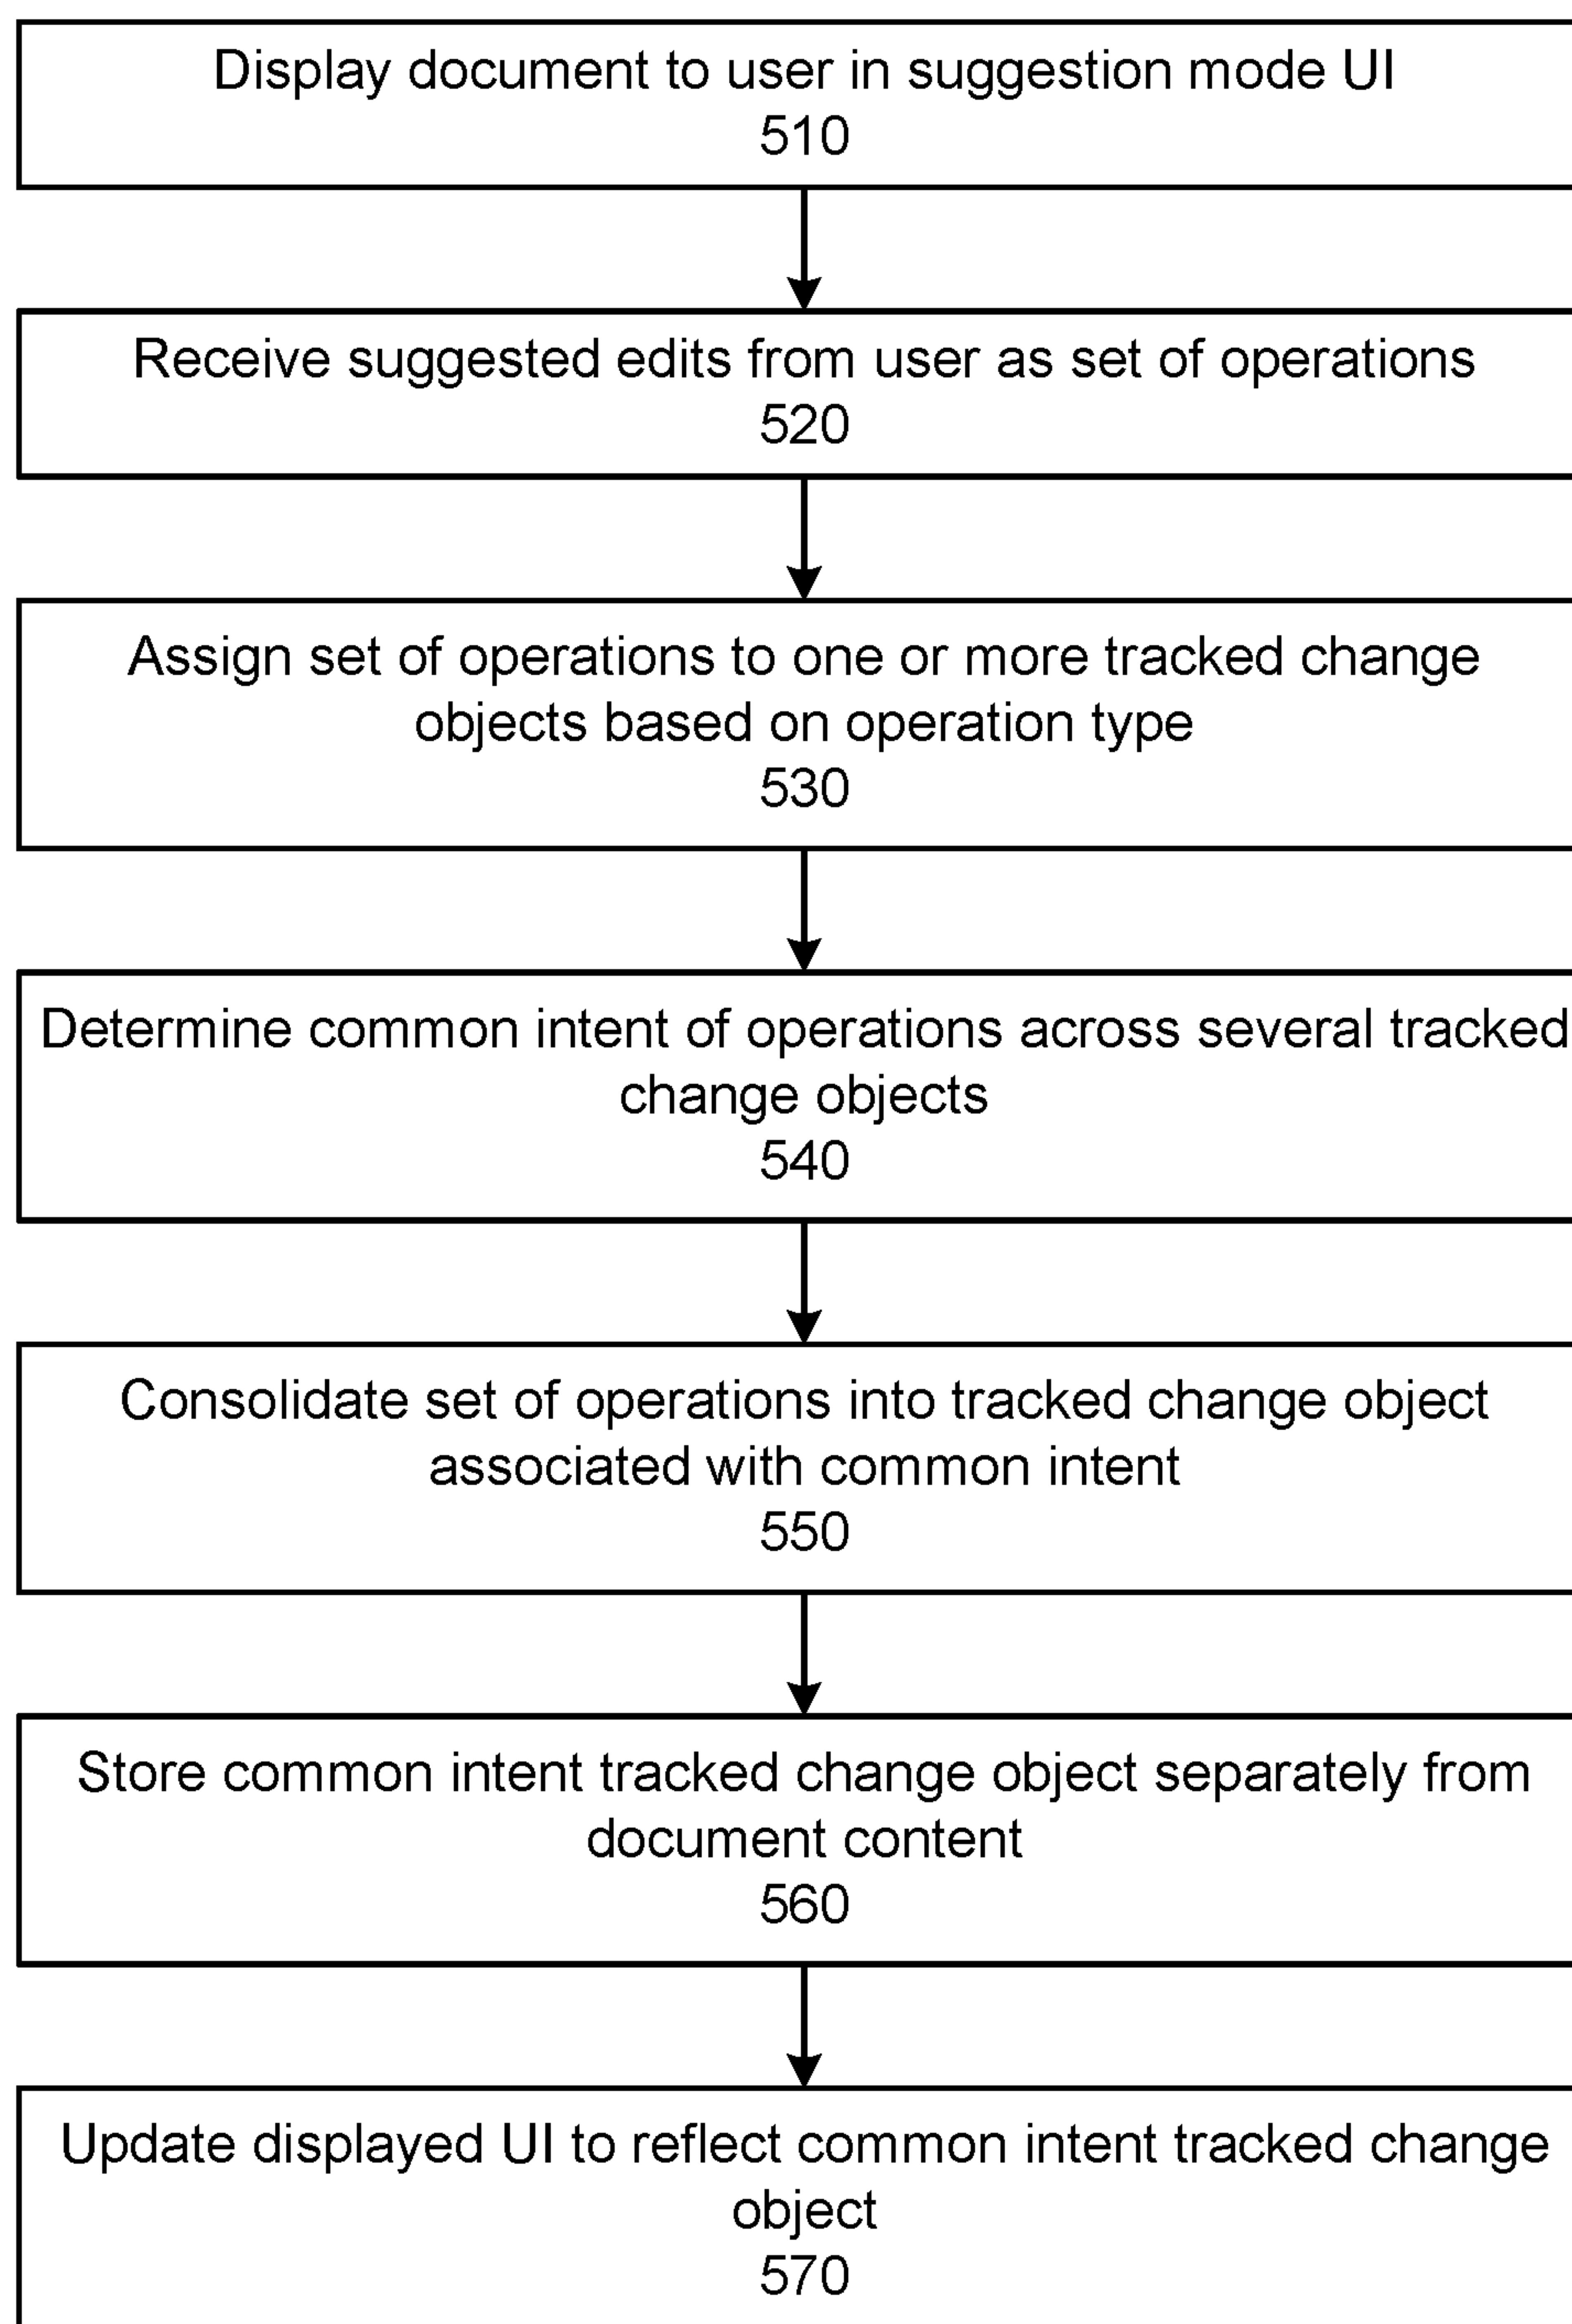 Display document to user in suggestion mode UI
510
Receive suggested edits from user as set of operations
520
Assign set of operations to one or more tracked change
objects based on operation type
530
Determine common intent of operations across several tracked
change objects
540
Consolidate set of operations into tracked change object
associated with common intent
550
Store common intent tracked change object separately from
document content
560
Update displayed UI to reflect common intent tracked change
object
570